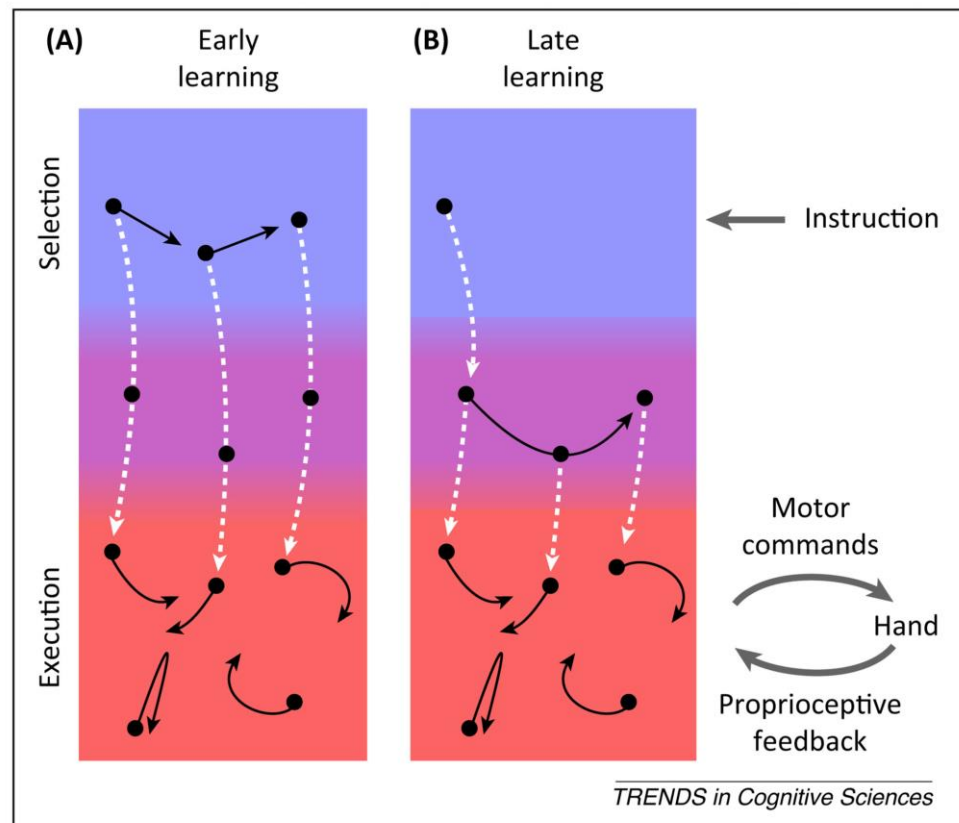 (A) Early
learning
(B) Late
learning
Selection
Instruction
Execution
Motor
commands
Hand
Proprioceptive
feedback
TRENDS in Cognitive Sciences